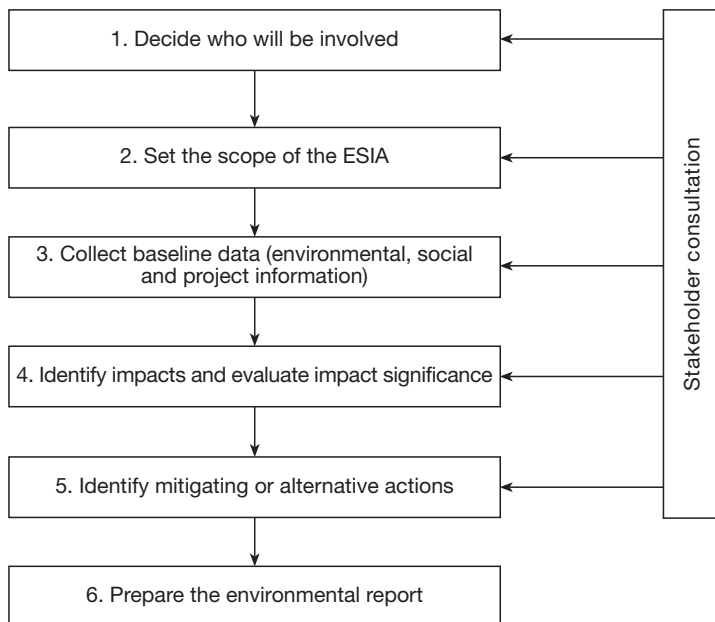 1. Decide who will be involved
2. Set the scope of the ESIA
3. Collect baseline data (environmental, social
and project information)
4. Identify impacts and evaluate impact significance
5. Identify mitigating or alternative actions
6. Prepare the environmental report
Stakeholder consultation